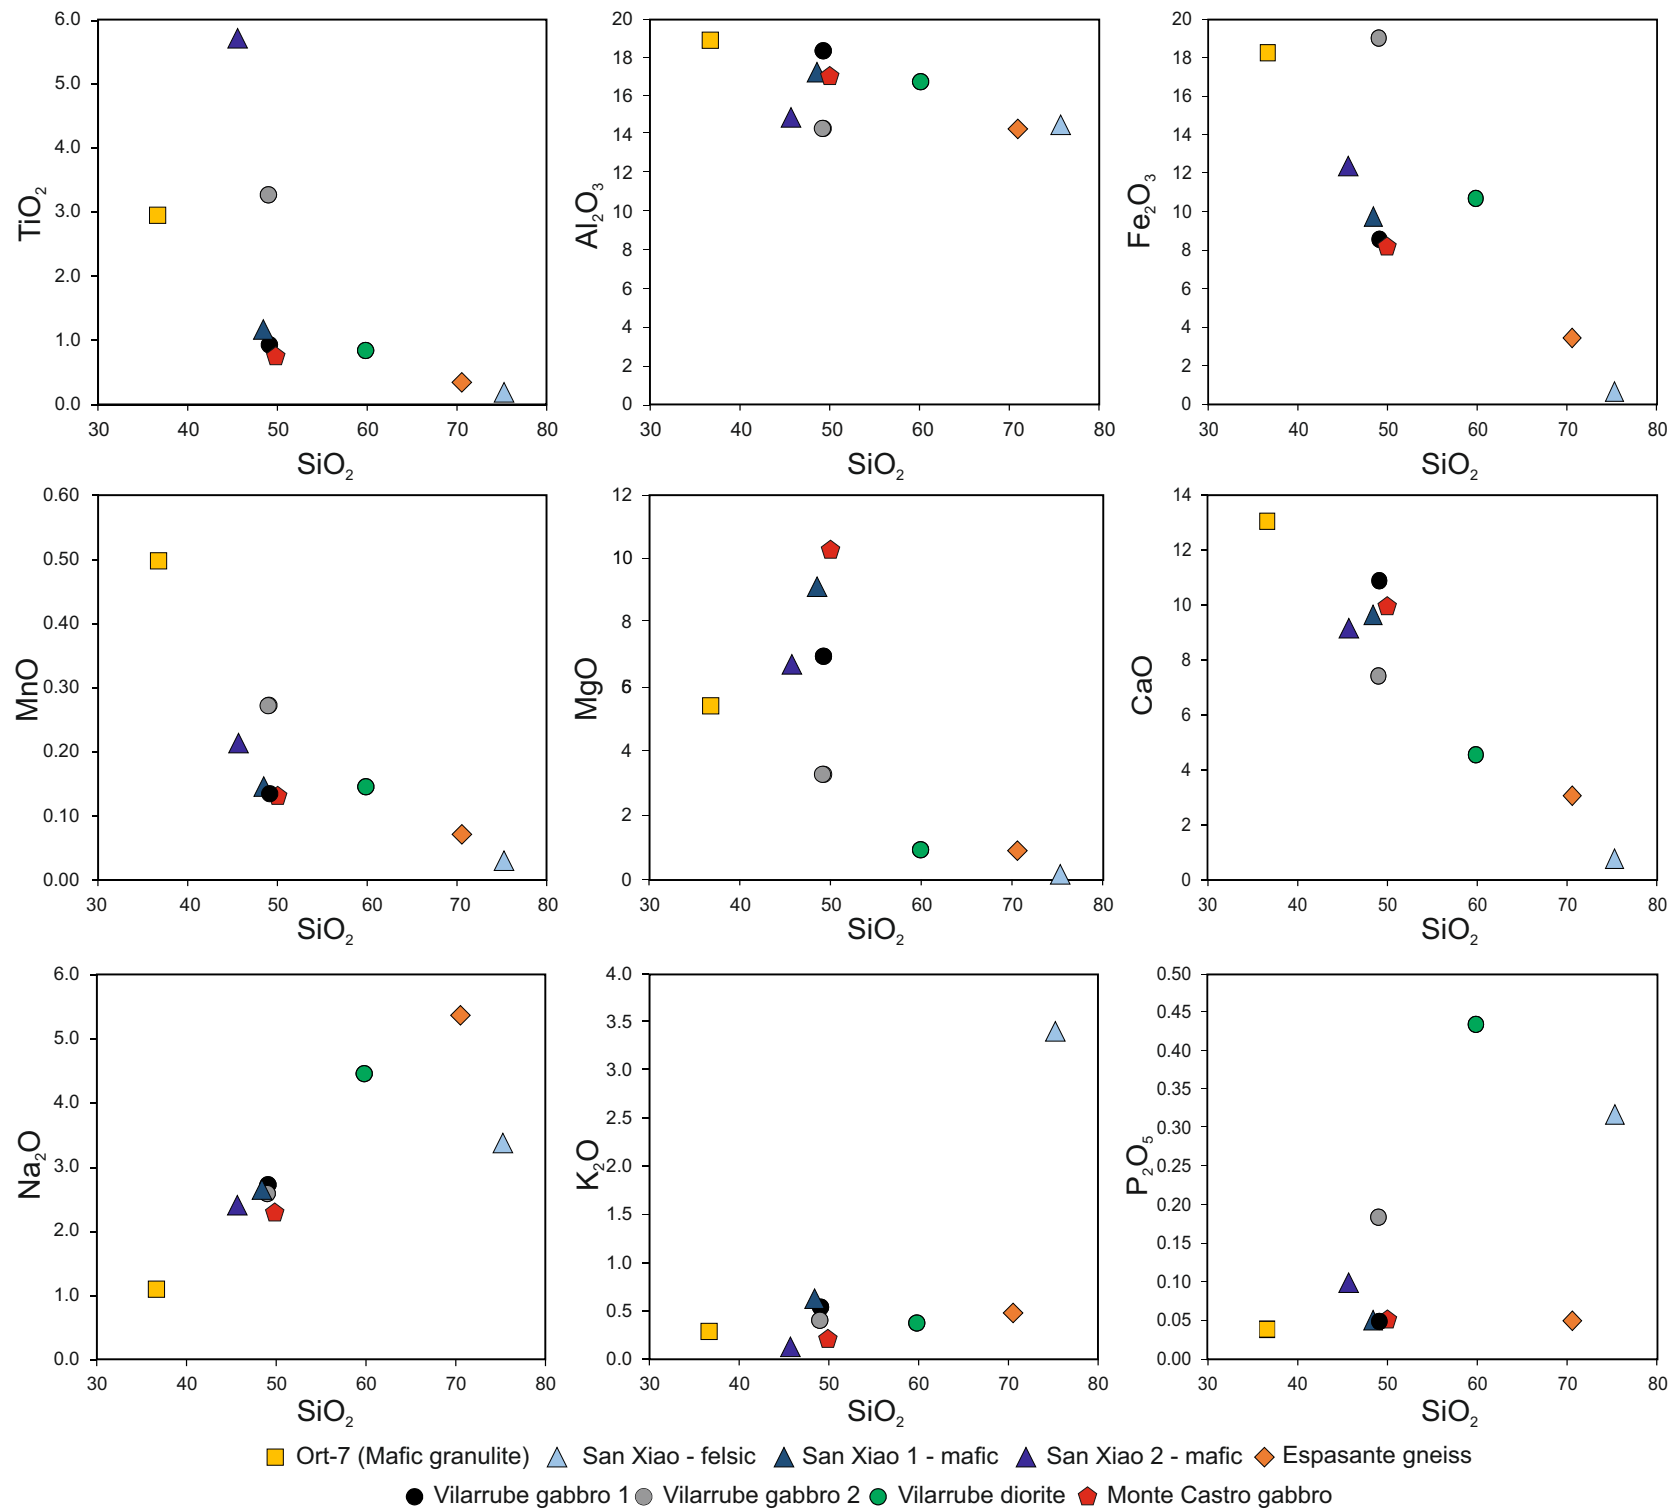 6.0
5.0
4.0
3.0
2.0
1.0
0.0
TiO2
30 40 50 60 70 80
SiO2
20
18
16
14
12
10
8
6
4
2
0
Al2O3
30 40 50 60 70 80
SiO2
20
18
16
14
12
10
8
6
4
2
0
Fe2O3
30 40 50 60 70 80
SiO2
0.60
0.50
0.40
0.30
0.20
0.10
0.00
MnO
30 40 50 60 70 80
SiO2
12
10
8
6
4
2
0
MgO
30 40 50 60 70 80
SiO2
14
12
10
8
6
4
2
0
CaO
30 40 50 60 70 80
SiO2
6.0
5.0
4.0
3.0
2.0
1.0
0.0
Na2O
30 40 50 60 70 80
SiO2
4.0
3.5
3.0
2.5
2.0
1.5
1.0
0.5
0.0
K2O
30 40 50 60 70 80
SiO2
0.50
0.45
0.40
0.35
0.30
0.25
0.20
0.15
0.10
0.05
0.00
P2O5
30 40 50 60 70 80
SiO2
Ort-7 (Mafic granulite) San Xiao - felsic San Xiao 1 - mafic San Xiao 2 - mafic Espasante gneiss
Vilarrube gabbro 1 Vilarrube gabbro 2 Vilarrube diorite Monte Castro gabbro